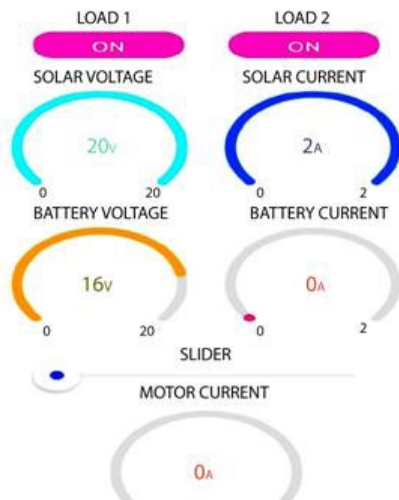 LOAD 1 LOAD 2
ON ON
SOLAR VOLTAGE SOLAR CURRENT
20V 2A
0 20 0 2
BATTERY VOLTAGE BATTERY CURRENT
16V 0A
0 20 0 2
SLIDER
MOTOR CURRENT
0A